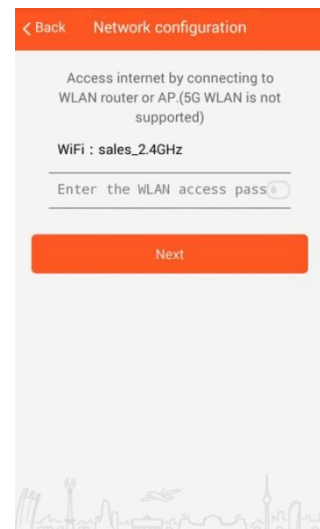 Back Network configuration
Access internet by connecting to
WLAN router or AP.(5G WLAN is not
supported)
WiFi : sales_2.4GHz
Enter the WLAN access pass
Next